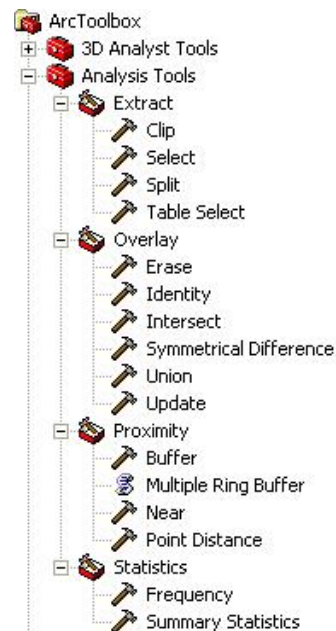 ArcToolbox
3D Analyst Tools
Analysis Tools
Extract
Clip
Select
Split
Table Select
Overlay
Erase
Identity
Intersect
Symmetrical Difference
Union
Update
Proximity
Buffer
Multiple Ring Buffer
Near
Point Distance
Statistics
Frequency
Summary Statistics